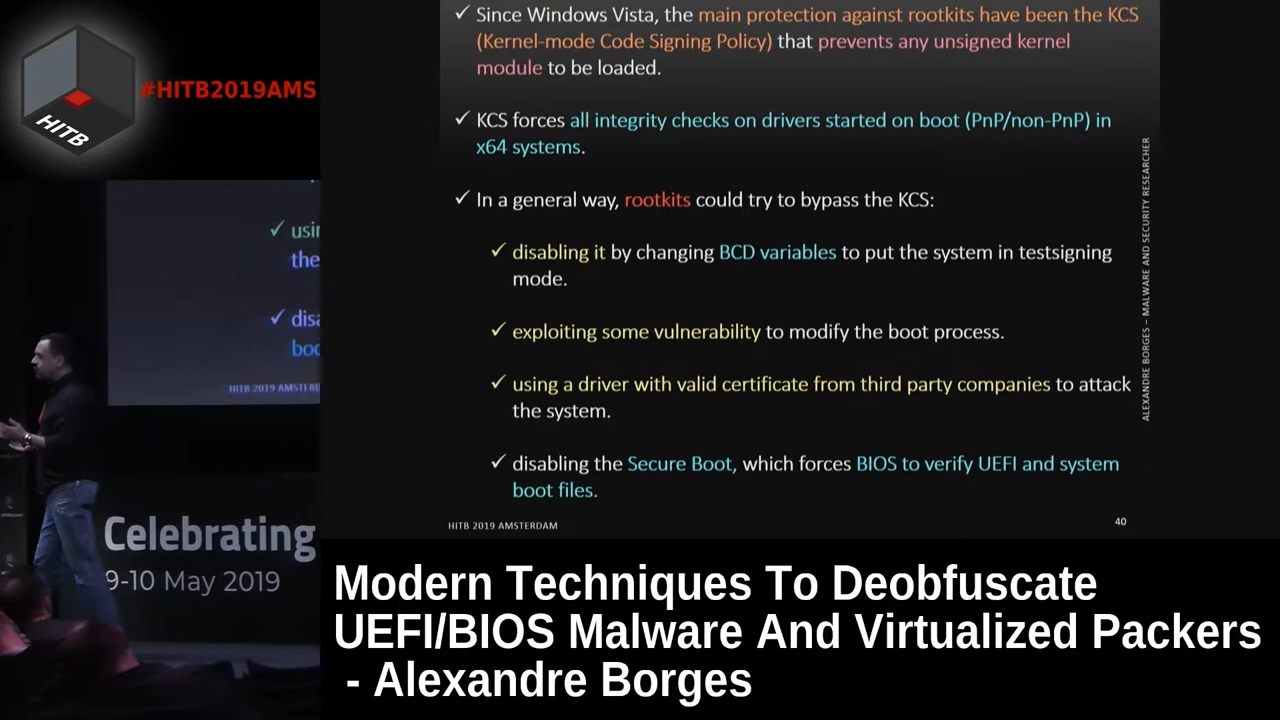 ✓ Since Windows Vista, the main protection against rootkits have been the KCS
(Kernel-mode Code Signing Policy) that prevents any unsigned kernel
module to be loaded.
✓ KCS forces all integrity checks on drivers started on boot (PnP/non-PnP) in
x64 systems.
✓ In a general way, rootkits could try to bypass the KCS:
✓ disabling it by changing BCD variables to put the system in testsigning
mode.
✓ exploiting some vulnerability to modify the boot process.
✓ using a driver with valid certificate from third party companies to attack
the system.
✓ disabling the Secure Boot, which forces BIOS to verify UEFI and system
boot files.
HITB 2019 AMSTERDAM
40
ALEXANDRE BORGES – MALWARE AND SECURITY RESEARCHER
HITB
#HITB2019AMS
✓ usin
the
✓ disa
boo
HITB 2019 AMSTERD
Celebrating
9-10 May 2019
Modern Techniques To Deobfuscate
UEFI/BIOS Malware And Virtualized Packers
- Alexandre Borges